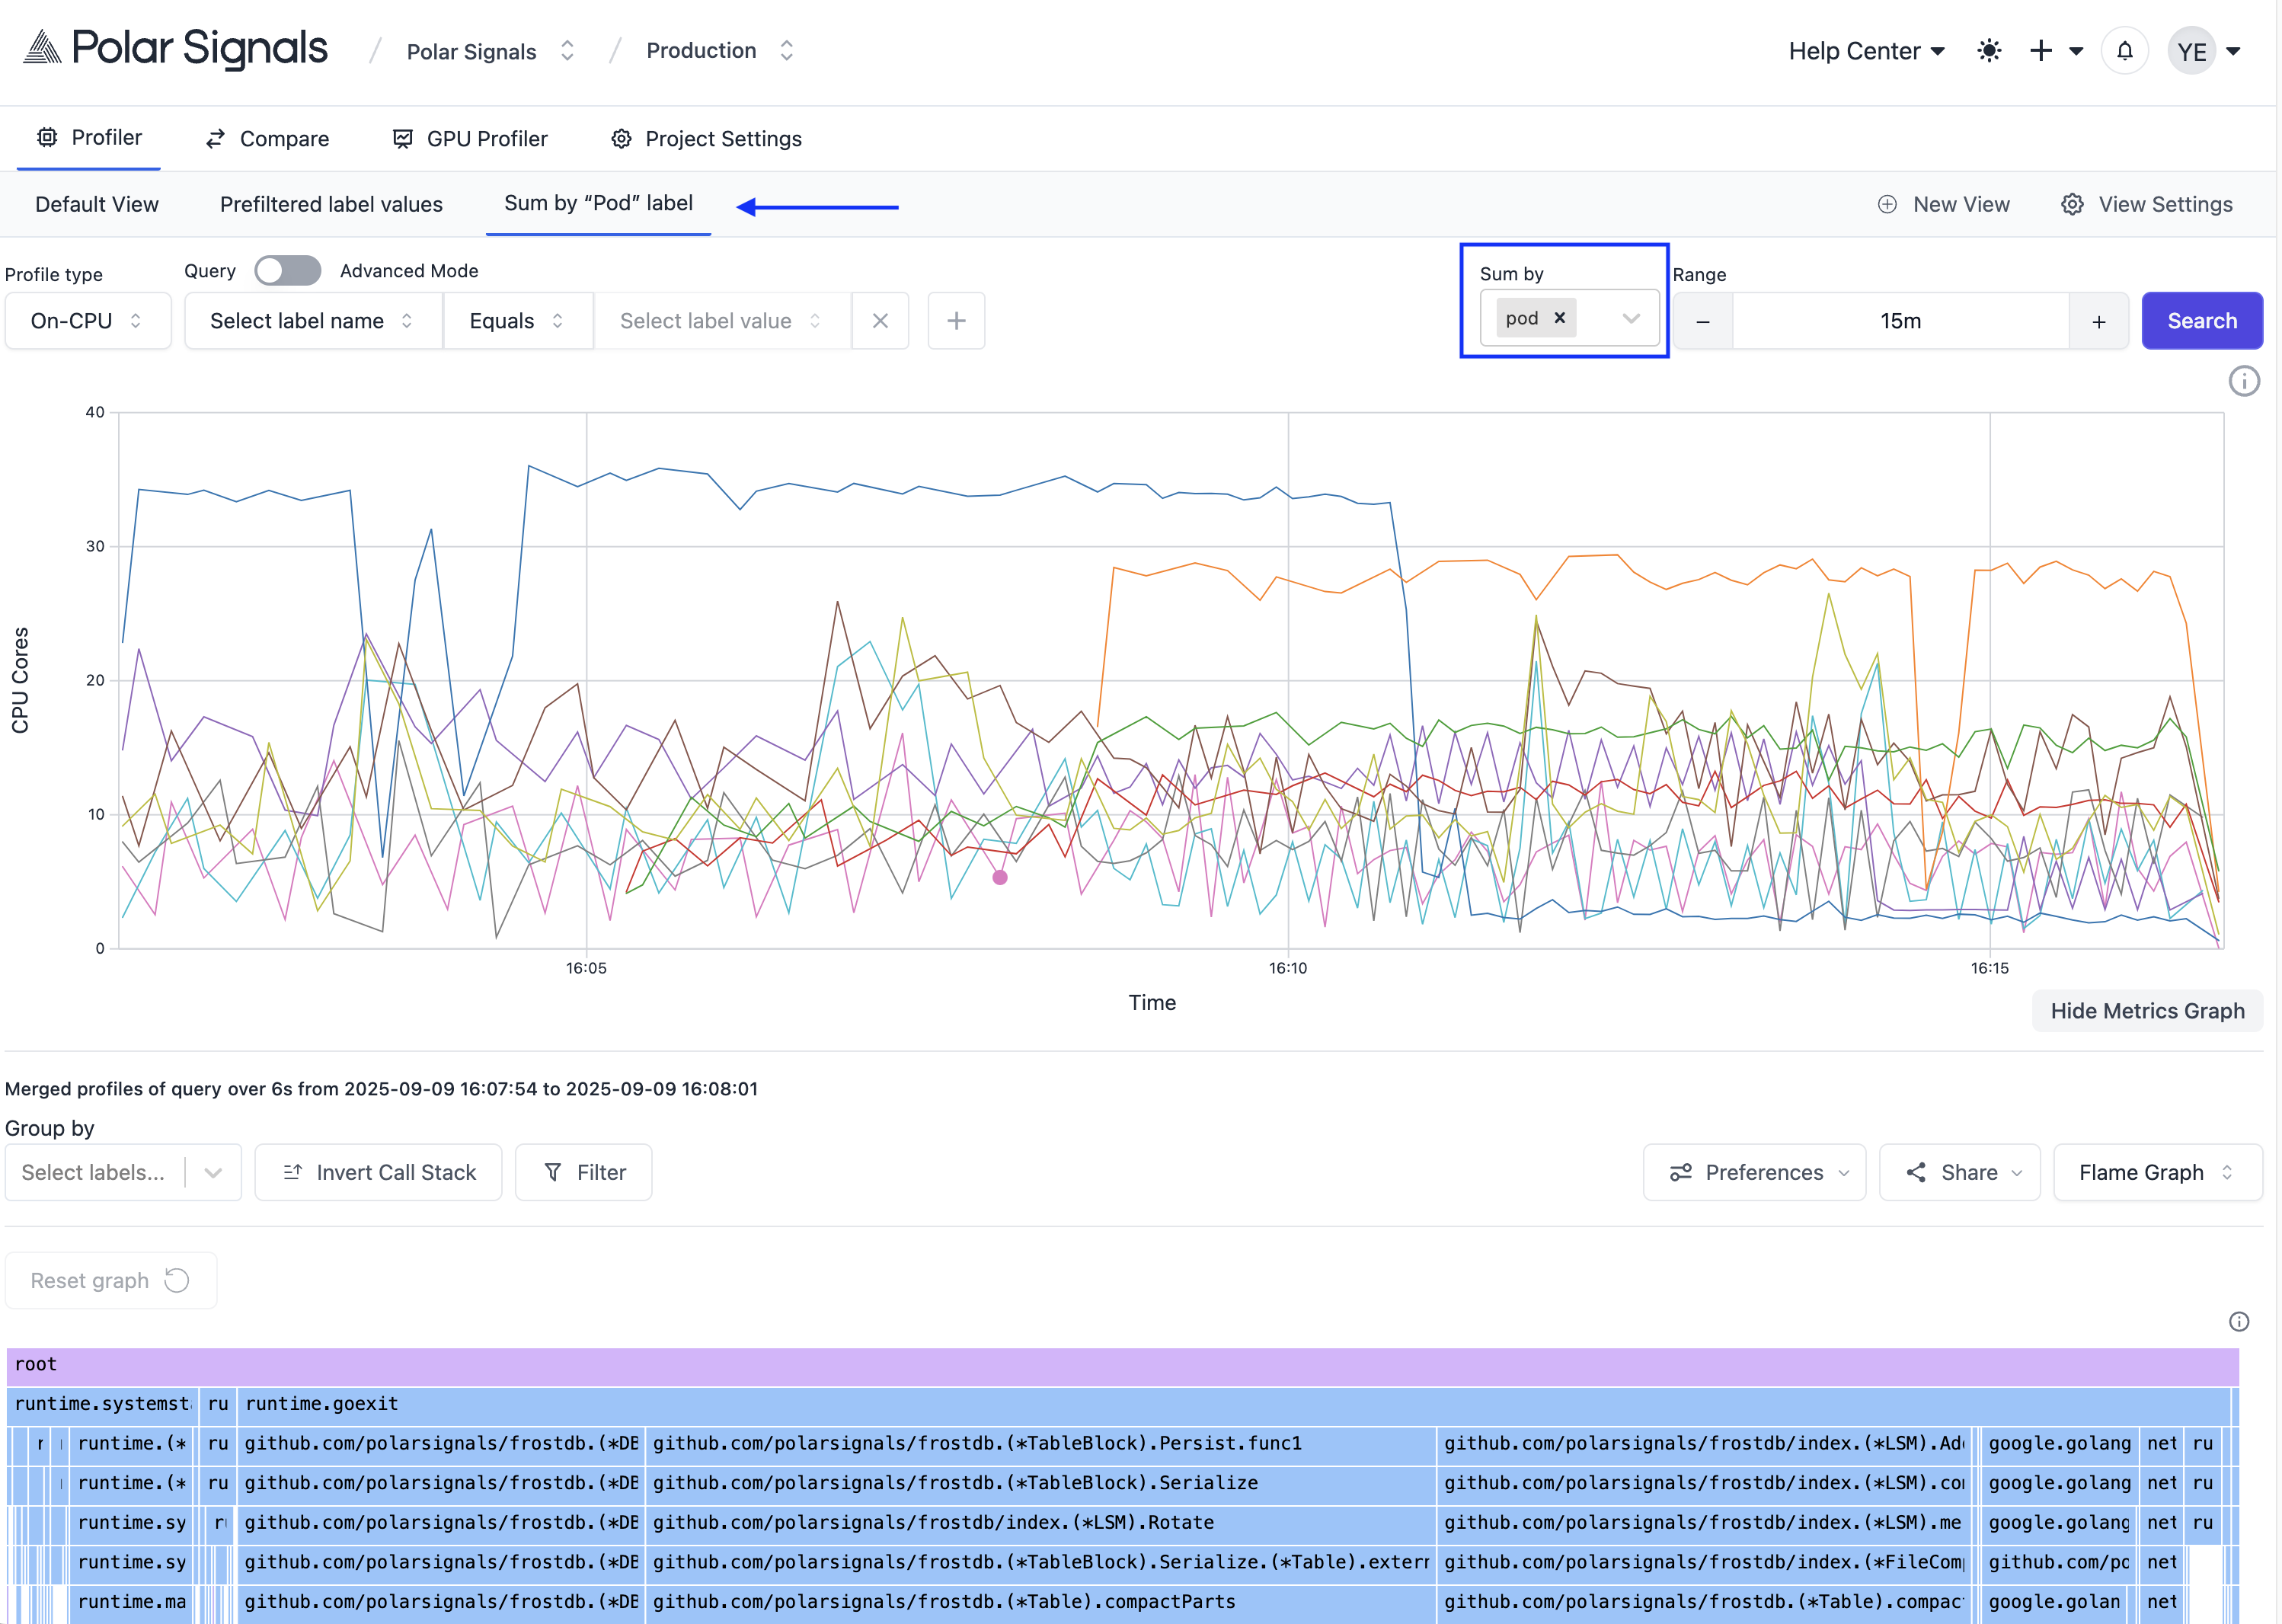 Polar Signals / Polar Signals / Production Help Center YE
Profiler Compare GPU Profiler Project Settings
Default View Prefiltered label values Sum by “Pod” label New View View Settings
Profile type Query Advanced Mode Sum by Range
On-CPU Select label name Equals Select label value pod 15m Search
40
30
20
10
0
CPU Cores
16:05 16:10 16:15
Time
Hide Metrics Graph
Merged profiles of query over 6s from 2025-09-09 16:07:54 to 2025-09-09 16:08:01
Group by
Select labels... Invert Call Stack Filter Preferences Share Flame Graph
Reset graph
root
runtime.systemst ru runtime.goexit
r runtime.(* ru github.com/polarsignals/frostdb.(*DB github.com/polarsignals/frostdb.(*TableBlock).Persist.func1 github.com/polarsignals/frostdb/index.(*LSM).Ad google.golang net ru
runtime.(* ru github.com/polarsignals/frostdb.(*DB github.com/polarsignals/frostdb.(*TableBlock).Serialize github.com/polarsignals/frostdb/index.(*LSM).co google.golang net ru
runtime.sy r github.com/polarsignals/frostdb.(*DB github.com/polarsignals/frostdb/index.(*LSM).Rotate github.com/polarsignals/frostdb/index.(*LSM).me google.golang net ru
runtime.sy github.com/polarsignals/frostdb.(*DB github.com/polarsignals/frostdb.(*TableBlock).Serialize.(*Table).extern github.com/polarsignals/frostdb/index.(*FileCom github.com/po net
runtime.ma github.com/polarsignals/frostdb.(*DB github.com/polarsignals/frostdb.(*Table).compactParts github.com/polarsignals/frostdb.(*Table).compac google.golan net